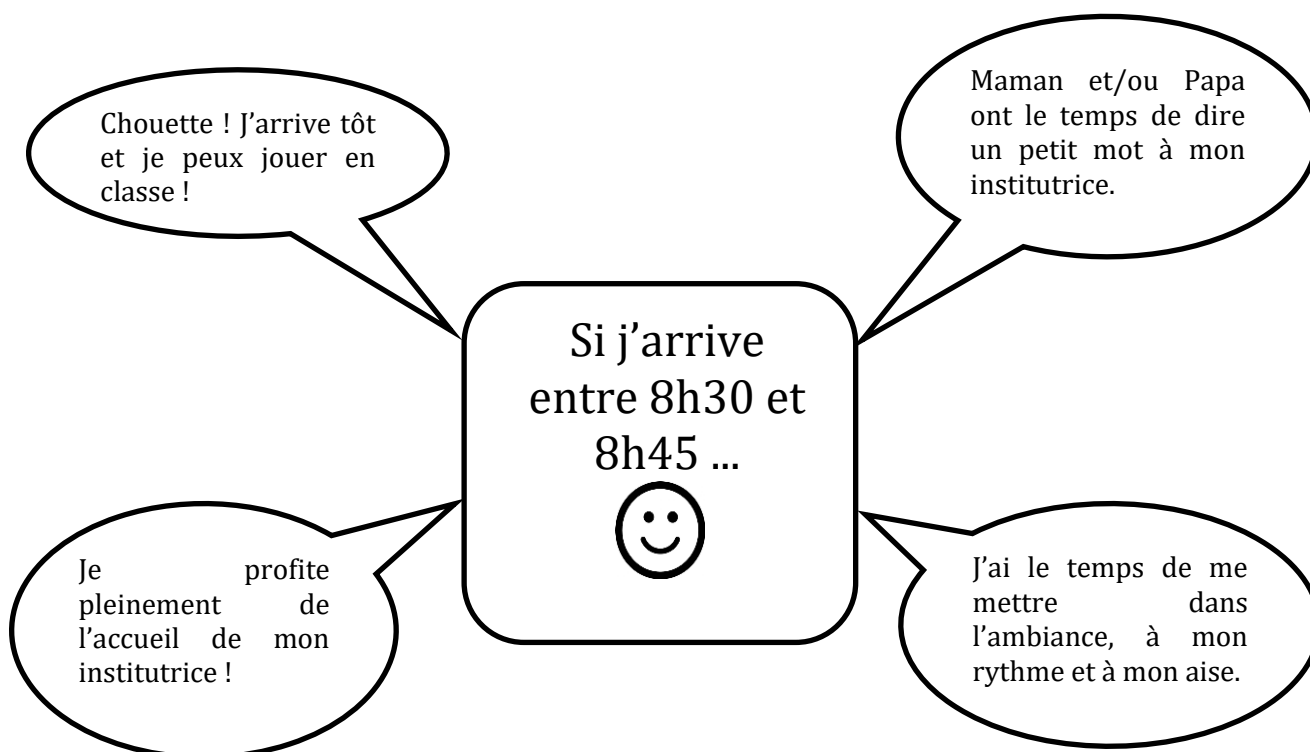 Chouette ! J’arrive tôt
et je peux jouer en
classe !
Maman et/ou Papa
ont le temps de dire
un petit mot à mon
institutrice.
Si j’arrive
entre 8h30 et
8h45 ...
Je profite
pleinement de
l’accueil de mon
institutrice !
J’ai le temps de me
mettre dans
l’ambiance, à mon
rythme et à mon aise.